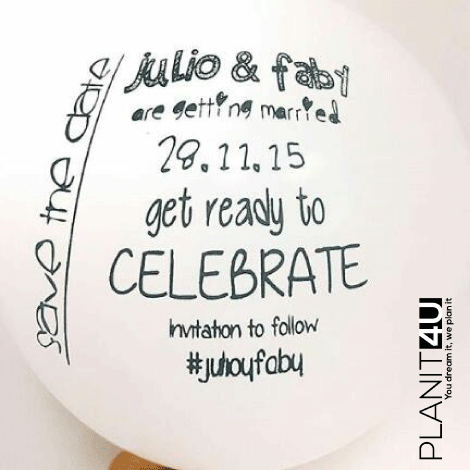 save the date
julio & faby
are getting married
28.11.15
get ready to
CELEBRATE
Invitation to follow
#julioyfaby
PLANIT4U
You dream it, we plan it